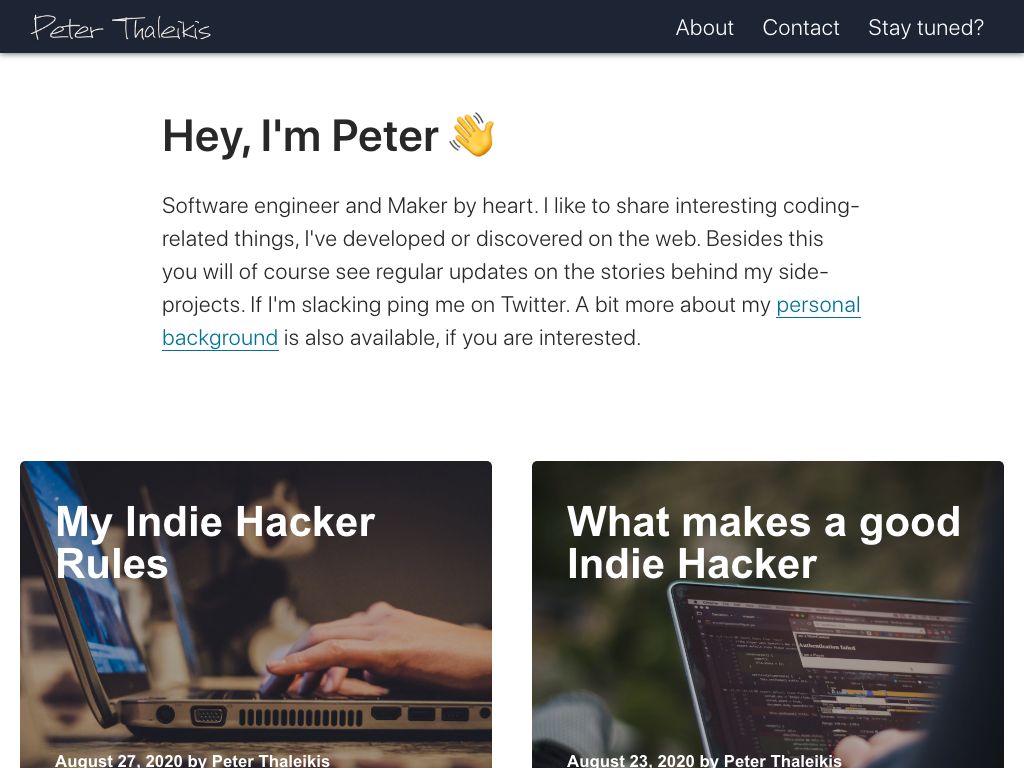 Peter Thaleikis
About Contact Stay tuned?
Hey, I'm Peter 👋
Software engineer and Maker by heart. I like to share interesting coding-
related things, I've developed or discovered on the web. Besides this
you will of course see regular updates on the stories behind my side-
projects. If I'm slacking ping me on Twitter. A bit more about my personal
background is also available, if you are interested.
My Indie Hacker
Rules
August 27, 2020 by Peter Thaleikis
What makes a good
Indie Hacker
Authentication failed
August 23, 2020 by Peter Thaleikis